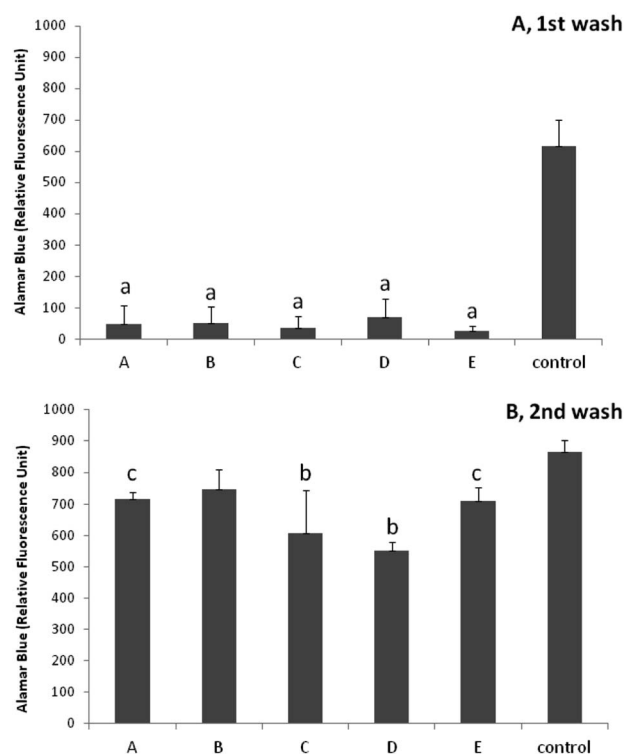 A, 1st wash
Alamar Blue (Relative Fluorescence Unit)
1000
900
800
700
600
500
400
300
200
100
0
a a a a a
A B C D E control
B, 2nd wash
Alamar Blue (Relative Fluorescence Unit)
1000
900
800
700
600
500
400
300
200
100
0
c b b c
A B C D E control